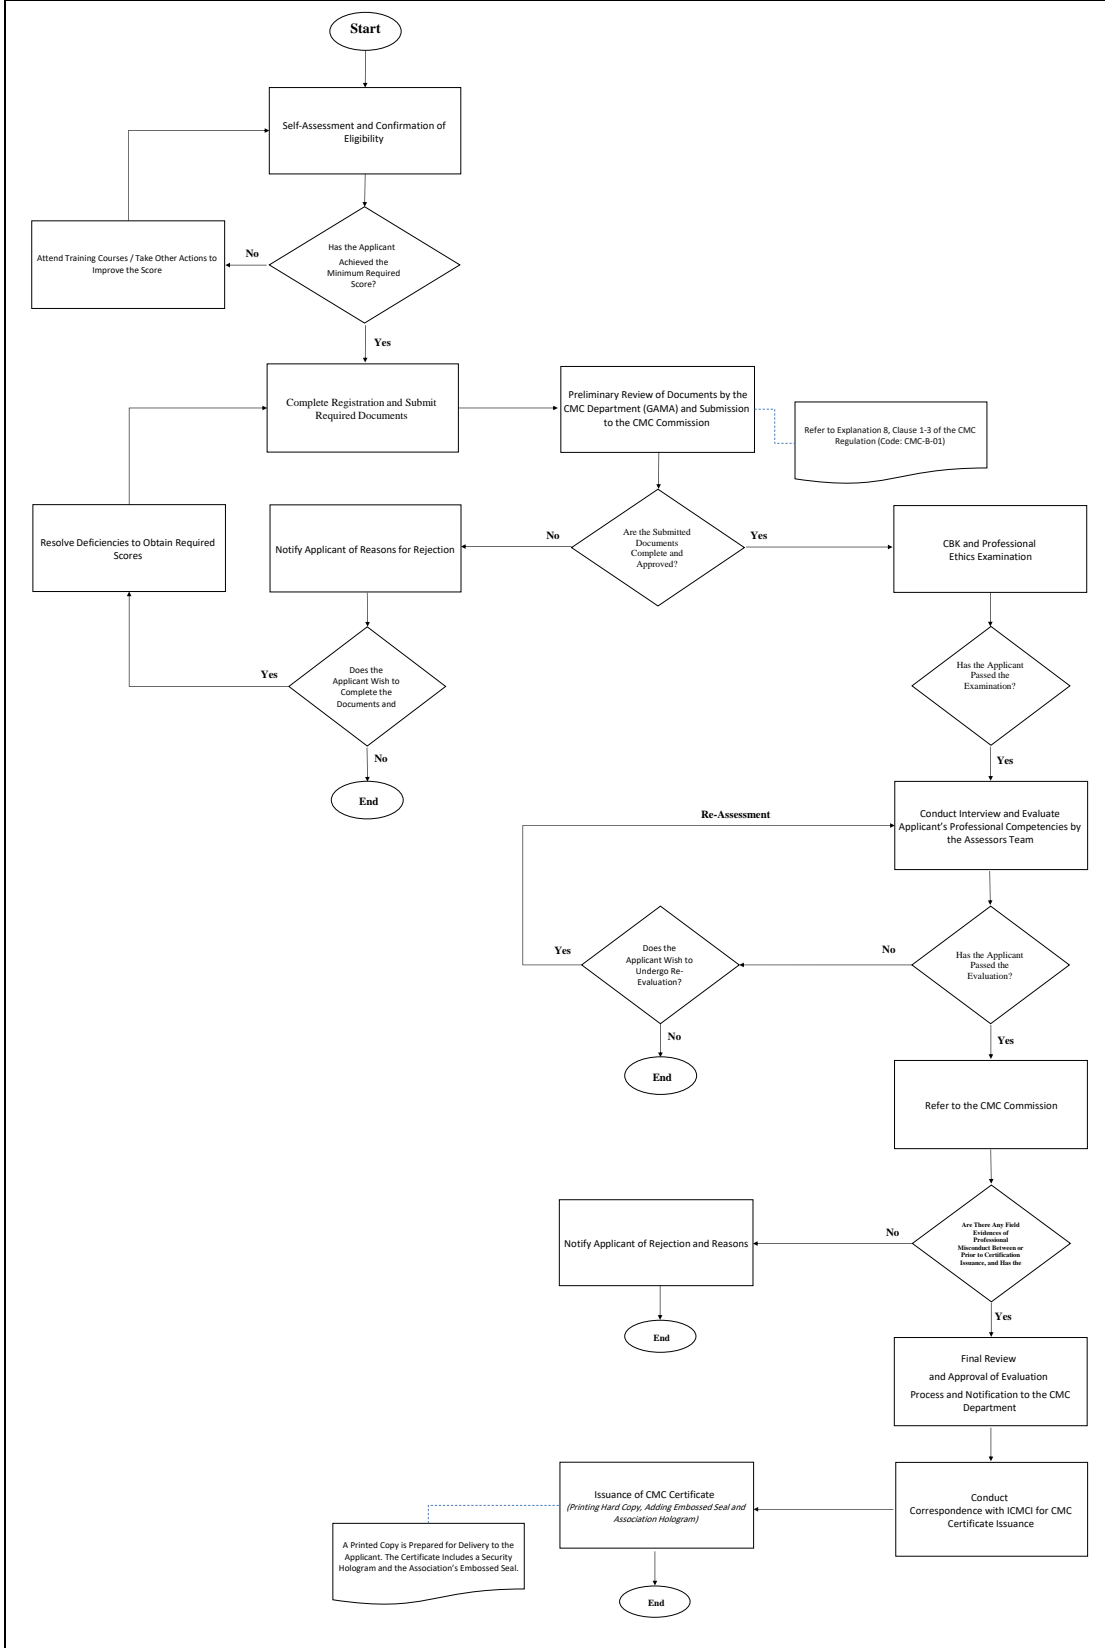 Start
Self-Assessment and Confirmation of
Eligibility
Has the Applicant
Achieved the
Minimum Required
Score?
No
Attend Training Courses / Take Other Actions to
Improve the Score
Yes
Complete Registration and Submit
Required Documents
Preliminary Review of Documents by the
CMC Department (GAMA) and Submission
to the CMC Commission
Refer to Explanation 8, Clause 1-3 of the CMC
Regulation (Code: CMC-B-01)
Are the Submitted
Documents
Complete and
Approved?
No
Yes
Notify Applicant of Reasons for Rejection
Resolve Deficiencies to Obtain Required
Scores
CBK and Professional
Ethics Examination
Does the
Applicant Wish to
Complete the
Documents and
Yes
No
End
Has the Applicant
Passed the
Examination?
Yes
Conduct Interview and Evaluate
Applicant's Professional Competencies by
the Assessors Team
Re-Assessment
Has the Applicant
Passed the
Evaluation?
No
Does the
Applicant Wish to
Undergo Re-
Evaluation?
Yes
No
End
Yes
Refer to the CMC Commission
Are There Any Field
Evidences of
Professional
Misconduct Between or
Prior to Certification
Issuance, and Has the
No
Notify Applicant of Rejection and Reasons
End
Yes
Final Review
and Approval of Evaluation
Process and Notification to the CMC
Department
Conduct
Correspondence with ICMCI for CMC
Certificate Issuance
Issuance of CMC Certificate
(Printing Hard Copy, Adding Embossed Seal and
Association Hologram)
A Printed Copy is Prepared for Delivery to the
Applicant. The Certificate Includes a Security
Hologram and the Association's Embossed Seal.
End